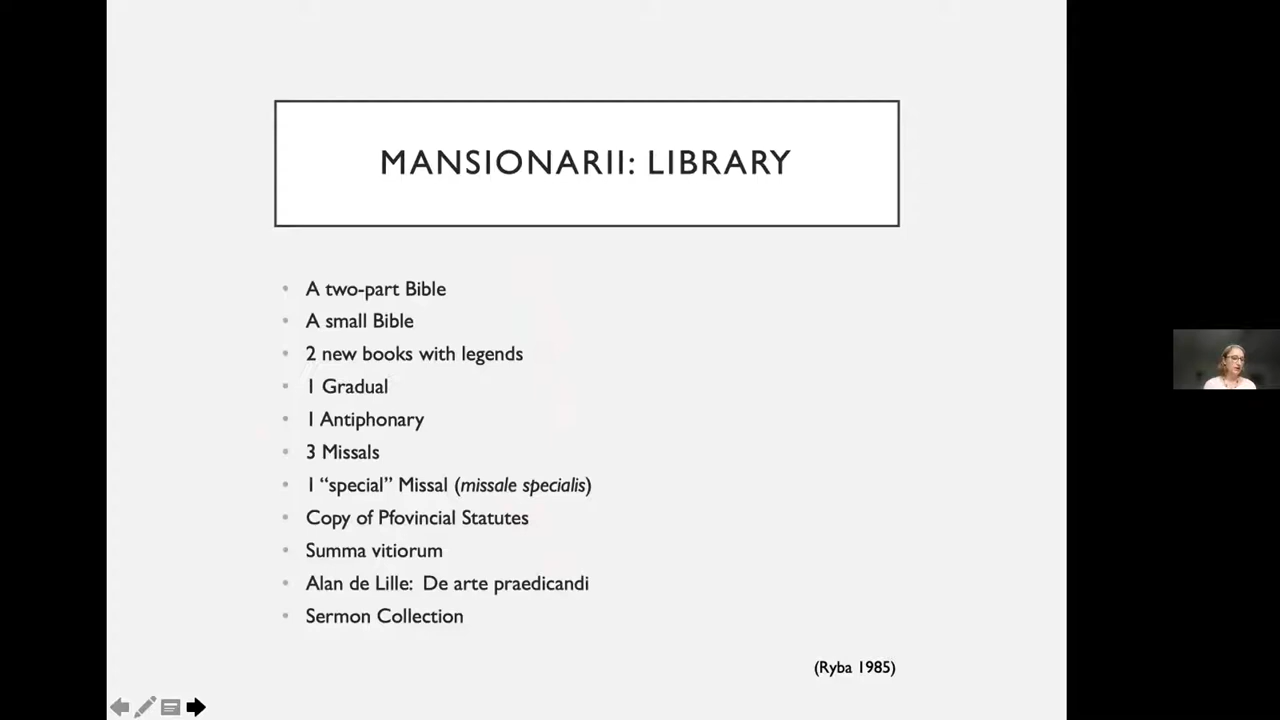 MANSIONARII: LIBRARY
• A two-part Bible
• A small Bible
• 2 new books with legends
• 1 Gradual
• 1 Antiphonary
• 3 Missals
• 1 “special” Missal (missale specialis)
• Copy of Pfovincial Statutes
• Summa vitiorum
• Alan de Lille: De arte praedicandi
• Sermon Collection
(Ryba 1985)